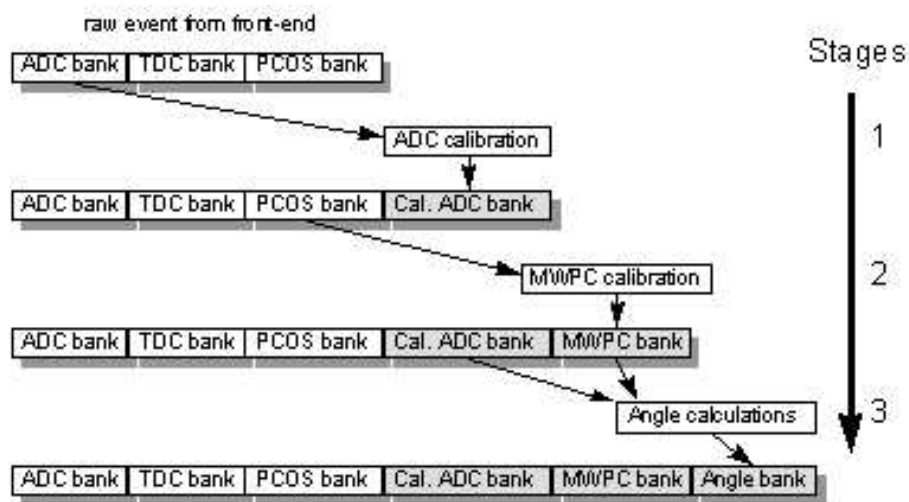 raw event from front-end
Stages
ADC bank TDC bank PCOS bank
1
ADC calibration
ADC bank TDC bank PCOS bank Cal. ADC bank
2
MWPC calibration
ADC bank TDC bank PCOS bank Cal. ADC bank MWPC bank
3
Angle calculations
ADC bank TDC bank PCOS bank Cal. ADC bank MWPC bank Angle bank